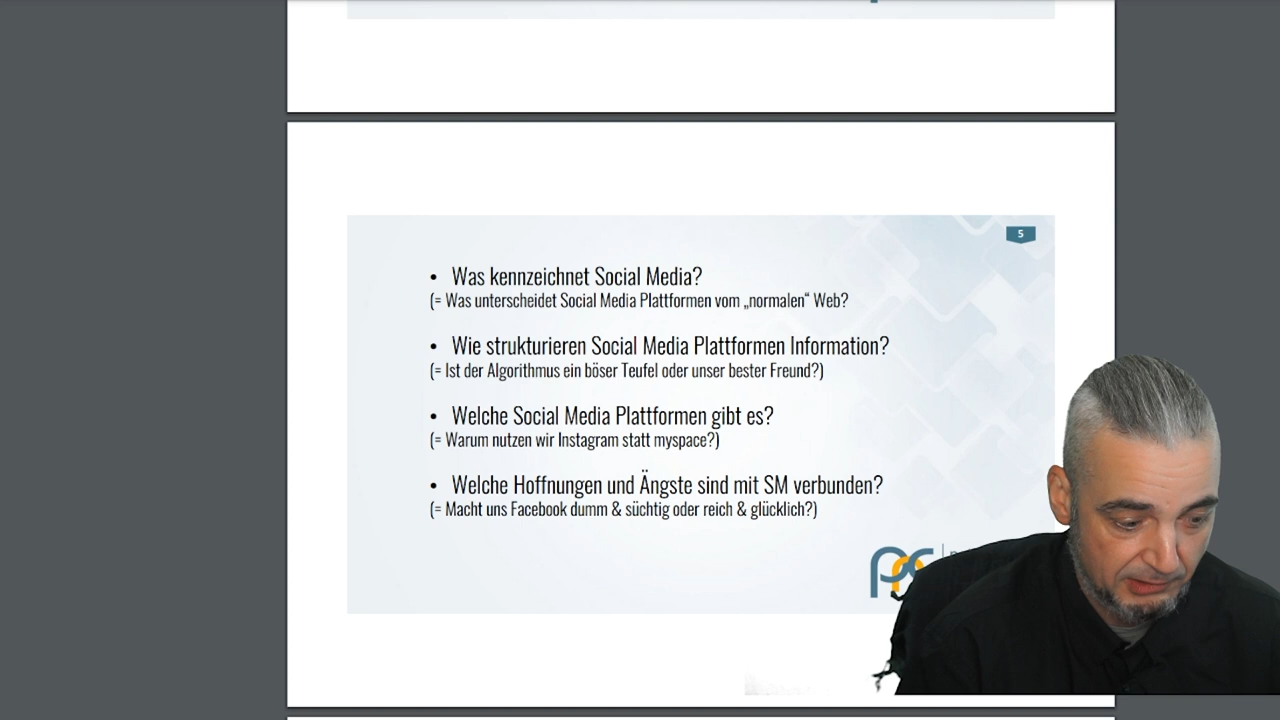 5
• Was kennzeichnet Social Media?
(= Was unterscheidet Social Media Plattformen vom „normalen“ Web?
• Wie strukturieren Social Media Plattformen Information?
(= Ist der Algorithmus ein böser Teufel oder unser bester Freund?)
• Welche Social Media Plattformen gibt es?
(= Warum nutzen wir Instagram statt myspace?)
• Welche Hoffnungen und Ängste sind mit SM verbunden?
(= Macht uns Facebook dumm & süchtig oder reich & glücklich?)